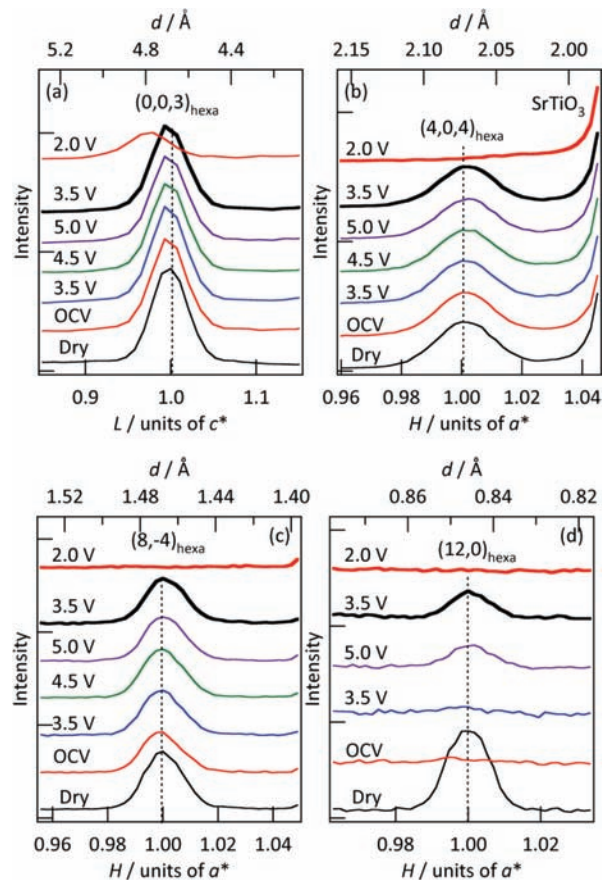 d / Å
5.2 4.8 4.4
(a)
(0,0,3)hexa
2.0 V
3.5 V
5.0 V
4.5 V
3.5 V
OCV
Dry
Intensity
0.9 1.0 1.1
L / units of c*
d / Å
2.15 2.10 2.05 2.00
(b)
SrTiO3
(4,0,4)hexa
2.0 V
3.5 V
5.0 V
4.5 V
3.5 V
OCV
Dry
Intensity
0.96 0.98 1.00 1.02 1.04
H / units of a*
d / Å
1.52 1.48 1.44 1.40
(8,-4)hexa
(c)
2.0 V
3.5 V
5.0 V
4.5 V
3.5 V
OCV
Dry
Intensity
0.96 0.98 1.00 1.02 1.04
H / units of a*
d / Å
0.86 0.84 0.82
(12,0)hexa
(d)
2.0 V
3.5 V
5.0 V
3.5 V
OCV
Dry
Intensity
0.98 1.00 1.02
H / units of a*